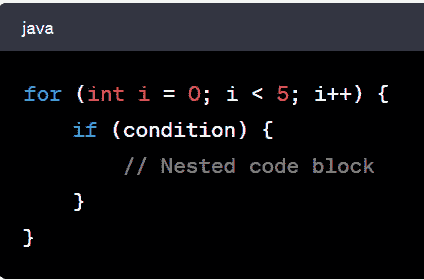 java
for (int i = 0; i < 5; i++) {
    if (condition) {
        // Nested code block
    }
}